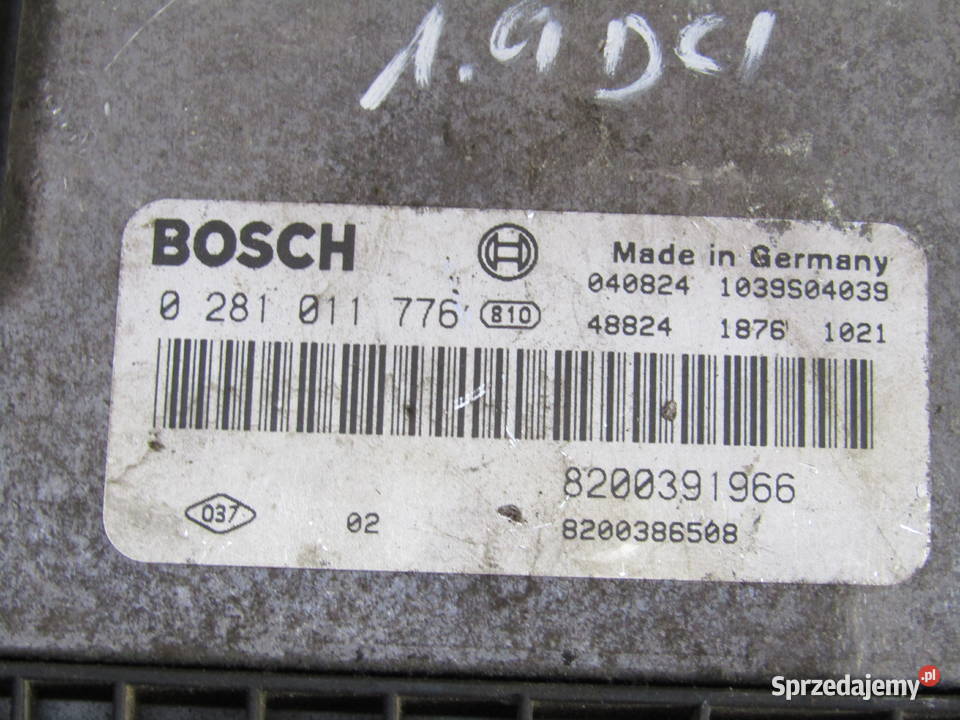 1.9 DCI
BOSCH
Made in Germany
0 281 011 776 810
040824 1039S04039
48824 1876 1021
8200391966
037 02
8200386508
Sprzedajemy.pl